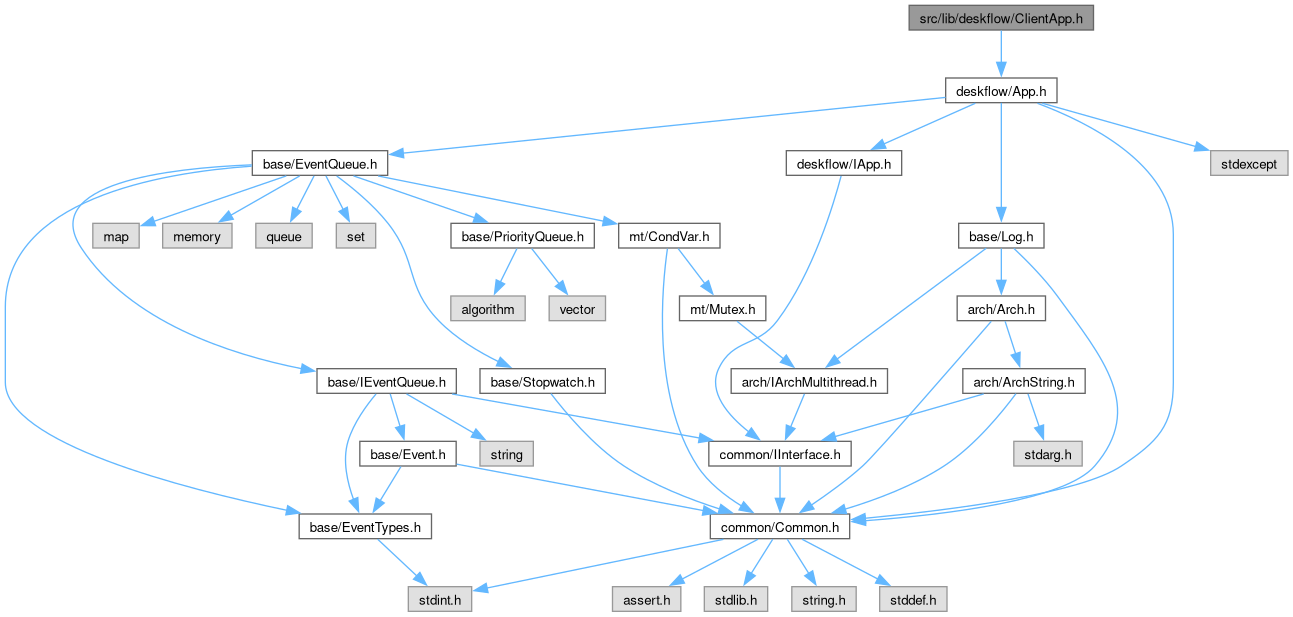 src/lib/deskflow/ClientApp.h
deskflow/App.h
base/EventQueue.h
deskflow/IApp.h
stdexcept
map
memory
queue
set
base/PriorityQueue.h
mt/CondVar.h
base/Log.h
algorithm
vector
mt/Mutex.h
arch/Arch.h
base/IEventQueue.h
base/Stopwatch.h
arch/IArchMultithread.h
arch/ArchString.h
base/Event.h
string
common/IInterface.h
stdarg.h
base/EventTypes.h
common/Common.h
stdint.h
assert.h
stdlib.h
string.h
stddef.h